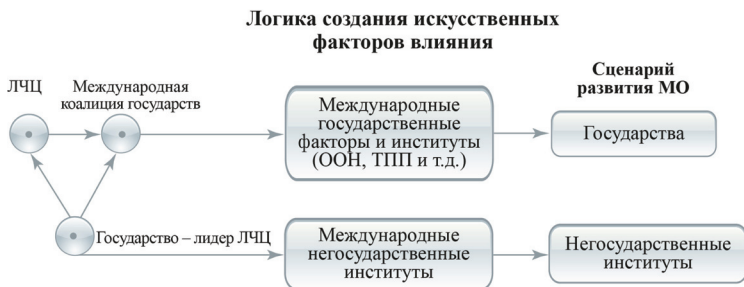 Логика создания искусственных
факторов влияния
Сценарий
развития МО
ЛЧЦ
Международная
коалиция государств
Международные
государственные
факторы и институты
(ООН, ТПП и т.д.)
Государства
Государство – лидер ЛЧЦ
Международные
негосударственные
институты
Негосударственные
институты